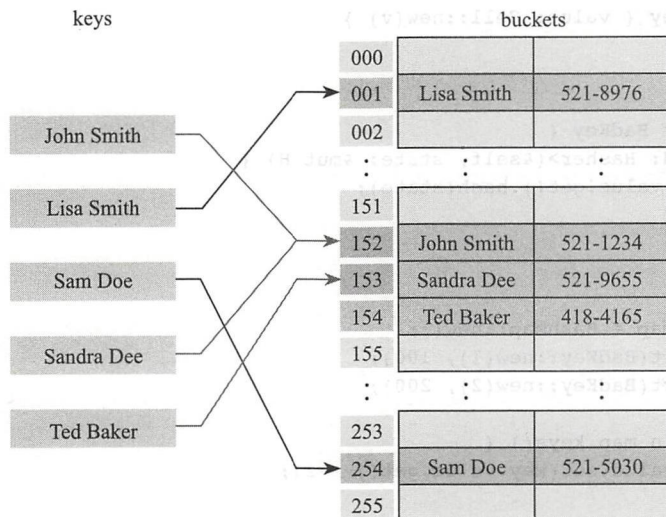 keys
buckets
John Smith
Lisa Smith
Sam Doe
Sandra Dee
Ted Baker
000
001 Lisa Smith 521-8976
002
151
152 John Smith 521-1234
153 Sandra Dee 521-9655
154 Ted Baker 418-4165
155
253
254 Sam Doe 521-5030
255